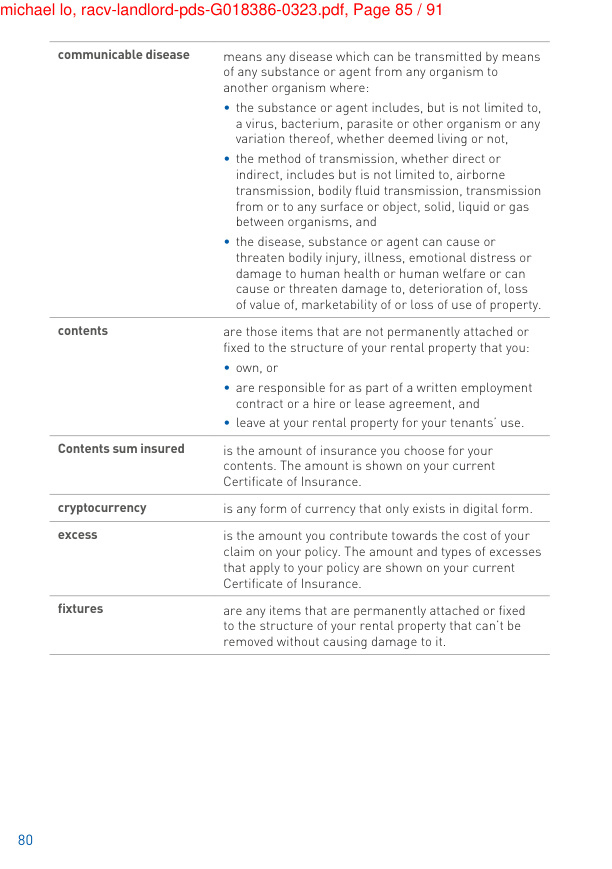 michael lo, racv-landlord-pds-G018386-0323.pdf, Page 85 / 91
communicable disease
means any disease which can be transmitted by means
of any substance or agent from any organism to
another organism where:
• the substance or agent includes, but is not limited to,
a virus, bacterium, parasite or other organism or any
variation thereof, whether deemed living or not,
• the method of transmission, whether direct or
indirect, includes but is not limited to, airborne
transmission, bodily fluid transmission, transmission
from or to any surface or object, solid, liquid or gas
between organisms, and
• the disease, substance or agent can cause or
threaten bodily injury, illness, emotional distress or
damage to human health or human welfare or can
cause or threaten damage to, deterioration of, loss
of value of, marketability of or loss of use of property.
contents
are those items that are not permanently attached or
fixed to the structure of your rental property that you:
• own, or
• are responsible for as part of a written employment
contract or a hire or lease agreement, and
• leave at your rental property for your tenants’ use.
Contents sum insured
is the amount of insurance you choose for your
contents. The amount is shown on your current
Certificate of Insurance.
cryptocurrency
is any form of currency that only exists in digital form.
excess
is the amount you contribute towards the cost of your
claim on your policy. The amount and types of excesses
that apply to your policy are shown on your current
Certificate of Insurance.
fixtures
are any items that are permanently attached or fixed
to the structure of your rental property that can’t be
removed without causing damage to it.
80